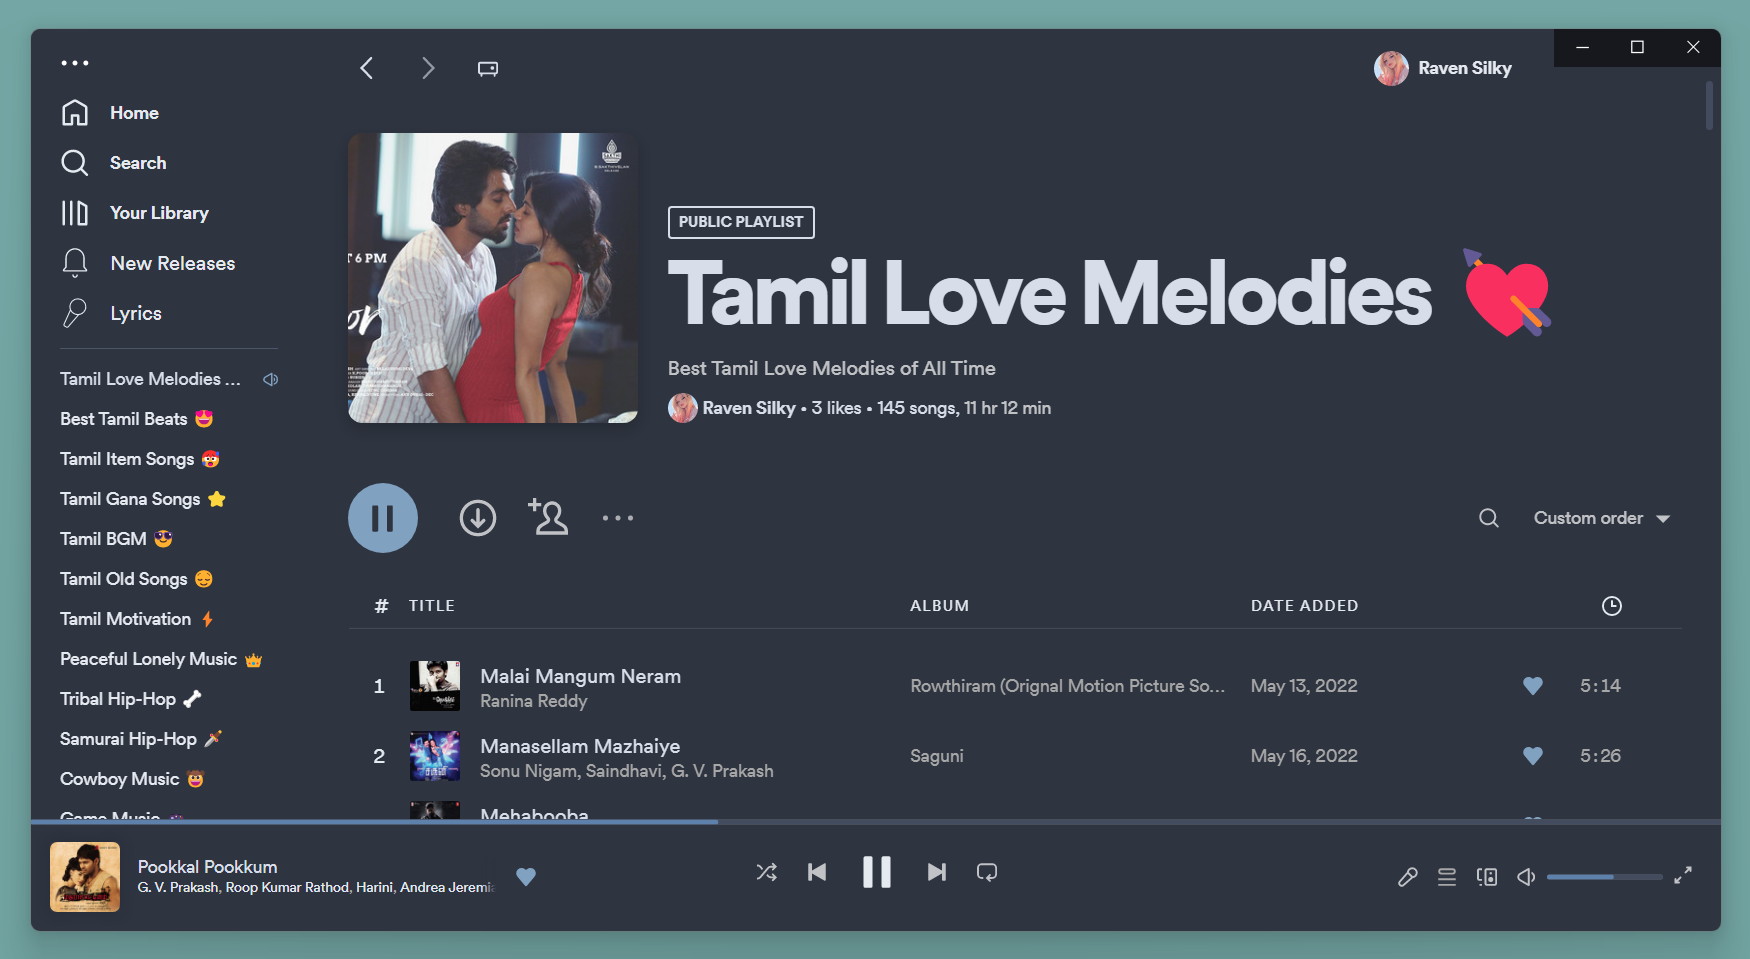 Raven Silky
Home
Search
Your Library
New Releases
Lyrics
Tamil Love Melodies ...
Best Tamil Beats 😍
Tamil Item Songs 🥵
Tamil Gana Songs ⭐
Tamil BGM 😎
Tamil Old Songs 😌
Tamil Motivation ⚡
Peaceful Lonely Music 👑
Tribal Hip-Hop 🦴
Samurai Hip-Hop 🗡️
Cowboy Music 🤠
Game Music 🎮
T 6 PM
PUBLIC PLAYLIST
Tamil Love Melodies 💘
Best Tamil Love Melodies of All Time
Raven Silky • 3 likes • 145 songs, 11 hr 12 min
Custom order
# TITLE ALBUM DATE ADDED
1 Malai Mangum Neram Rowthiram (Orignal Motion Picture So... May 13, 2022 5:14
Ranina Reddy
2 Manasellam Mazhaiye Saguni May 16, 2022 5:26
Sonu Nigam, Saindhavi, G. V. Prakash
Mehabooba
Pookkal Pookkum
G. V. Prakash, Roop Kumar Rathod, Harini, Andrea Jeremia